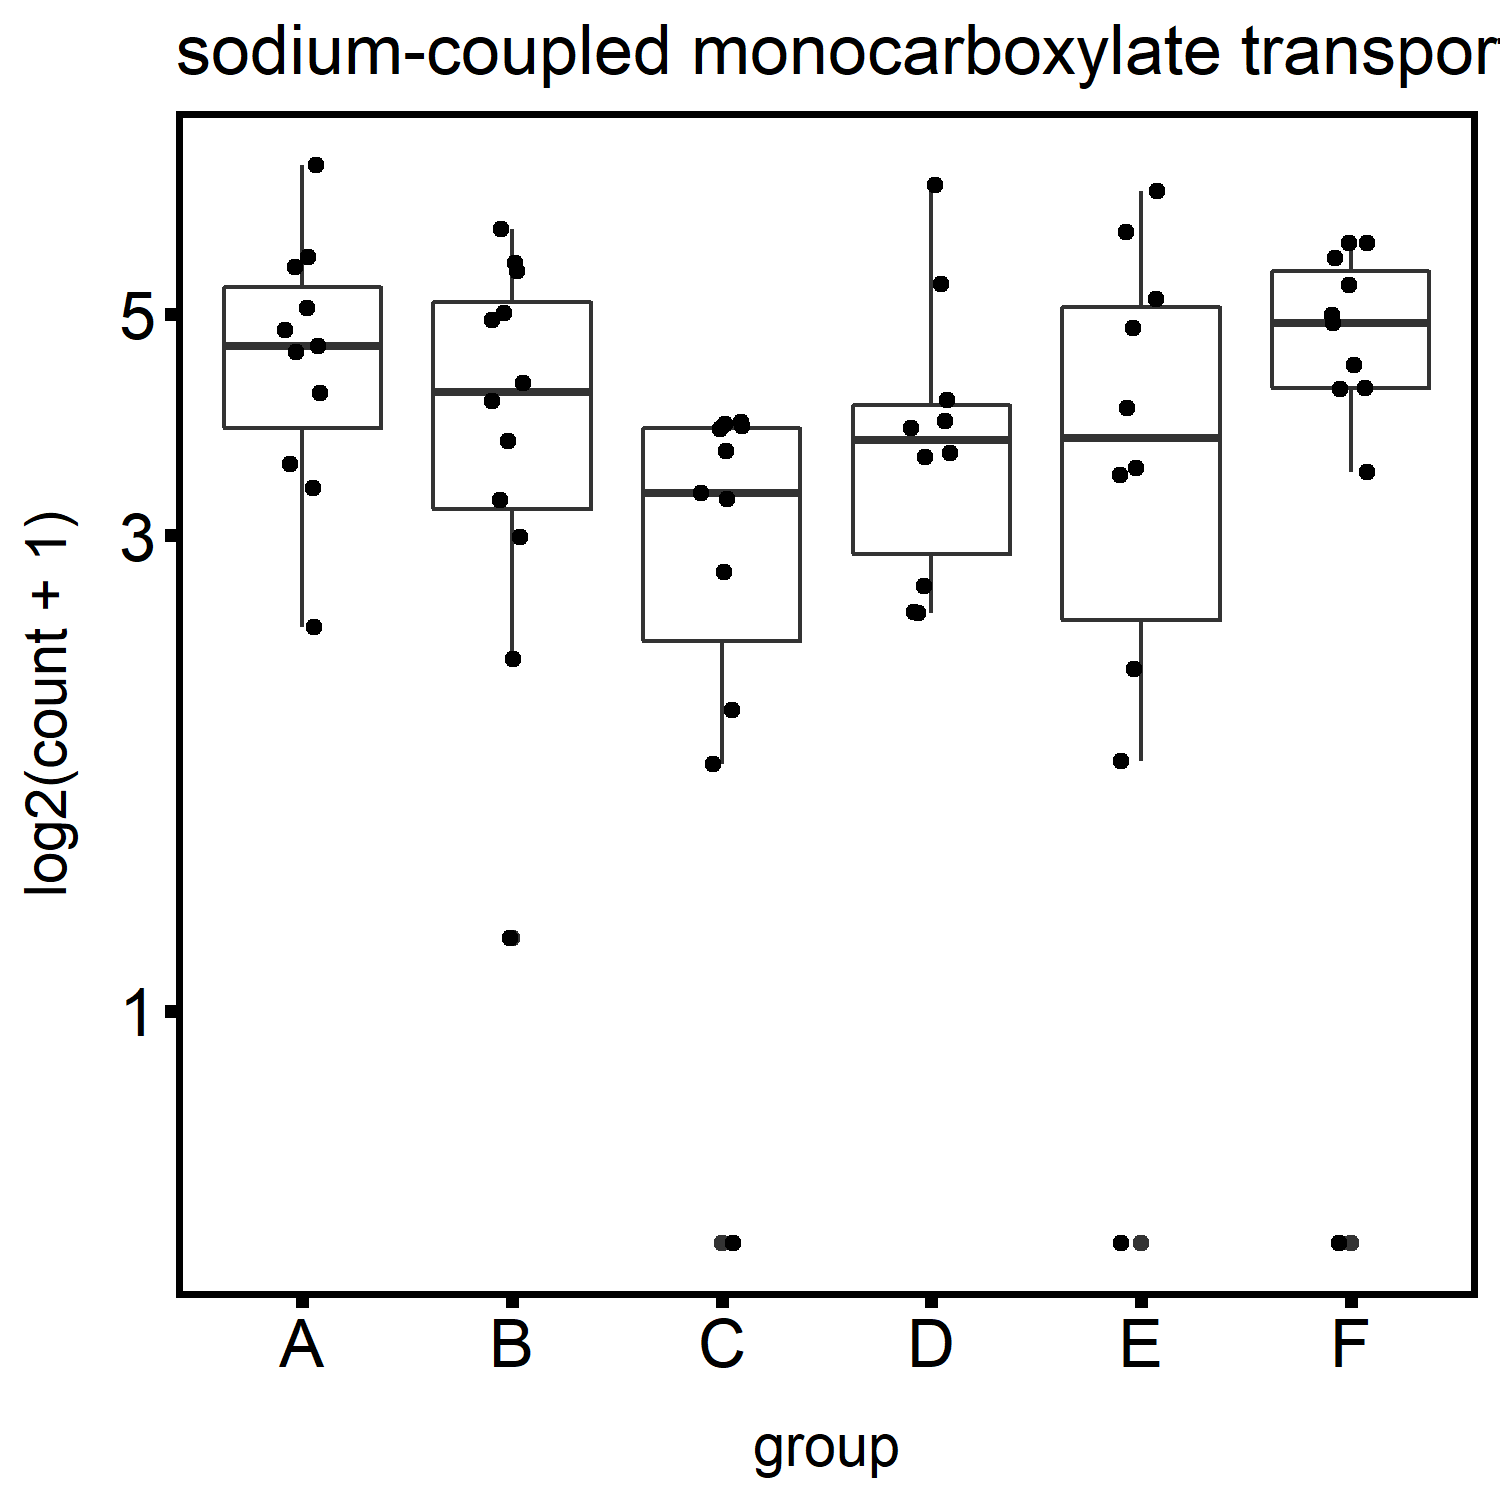 sodium-coupled monocarboxylate transpor
5
3
1
log2(count + 1)
A B C D E F
group